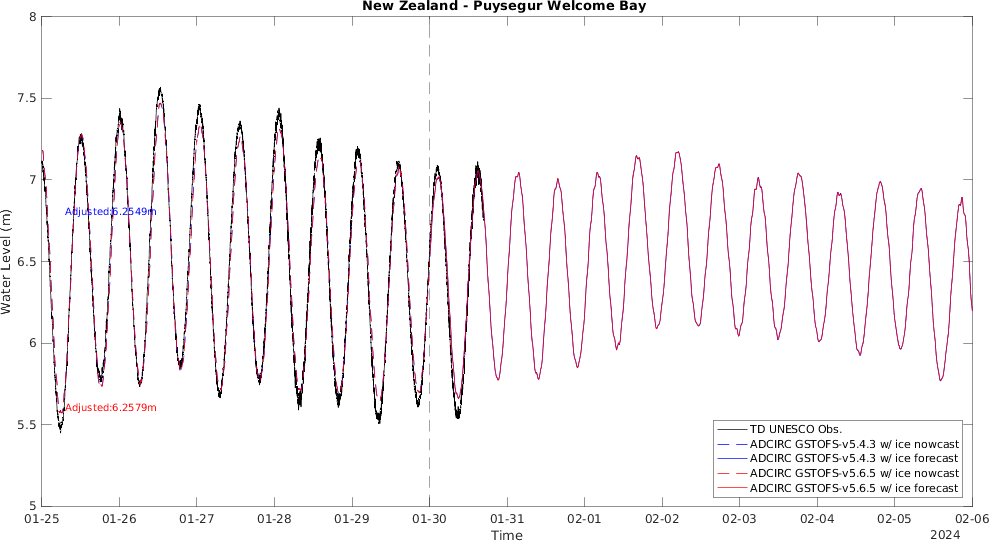 New Zealand - Puysegur Welcome Bay
8
7.5
7
6.5
6
5.5
5
Water Level (m)
Adjusted:6.2549m
Adjusted:6.2579m
TD UNESCO Obs.
ADCIRC GSTOFS-v5.4.3 w/ ice nowcast
ADCIRC GSTOFS-v5.4.3 w/ ice forecast
ADCIRC GSTOFS-v5.6.5 w/ ice nowcast
ADCIRC GSTOFS-v5.6.5 w/ ice forecast
01-25 01-26 01-27 01-28 01-29 01-30 01-31 02-01 02-02 02-03 02-04 02-05 02-06
Time
2024